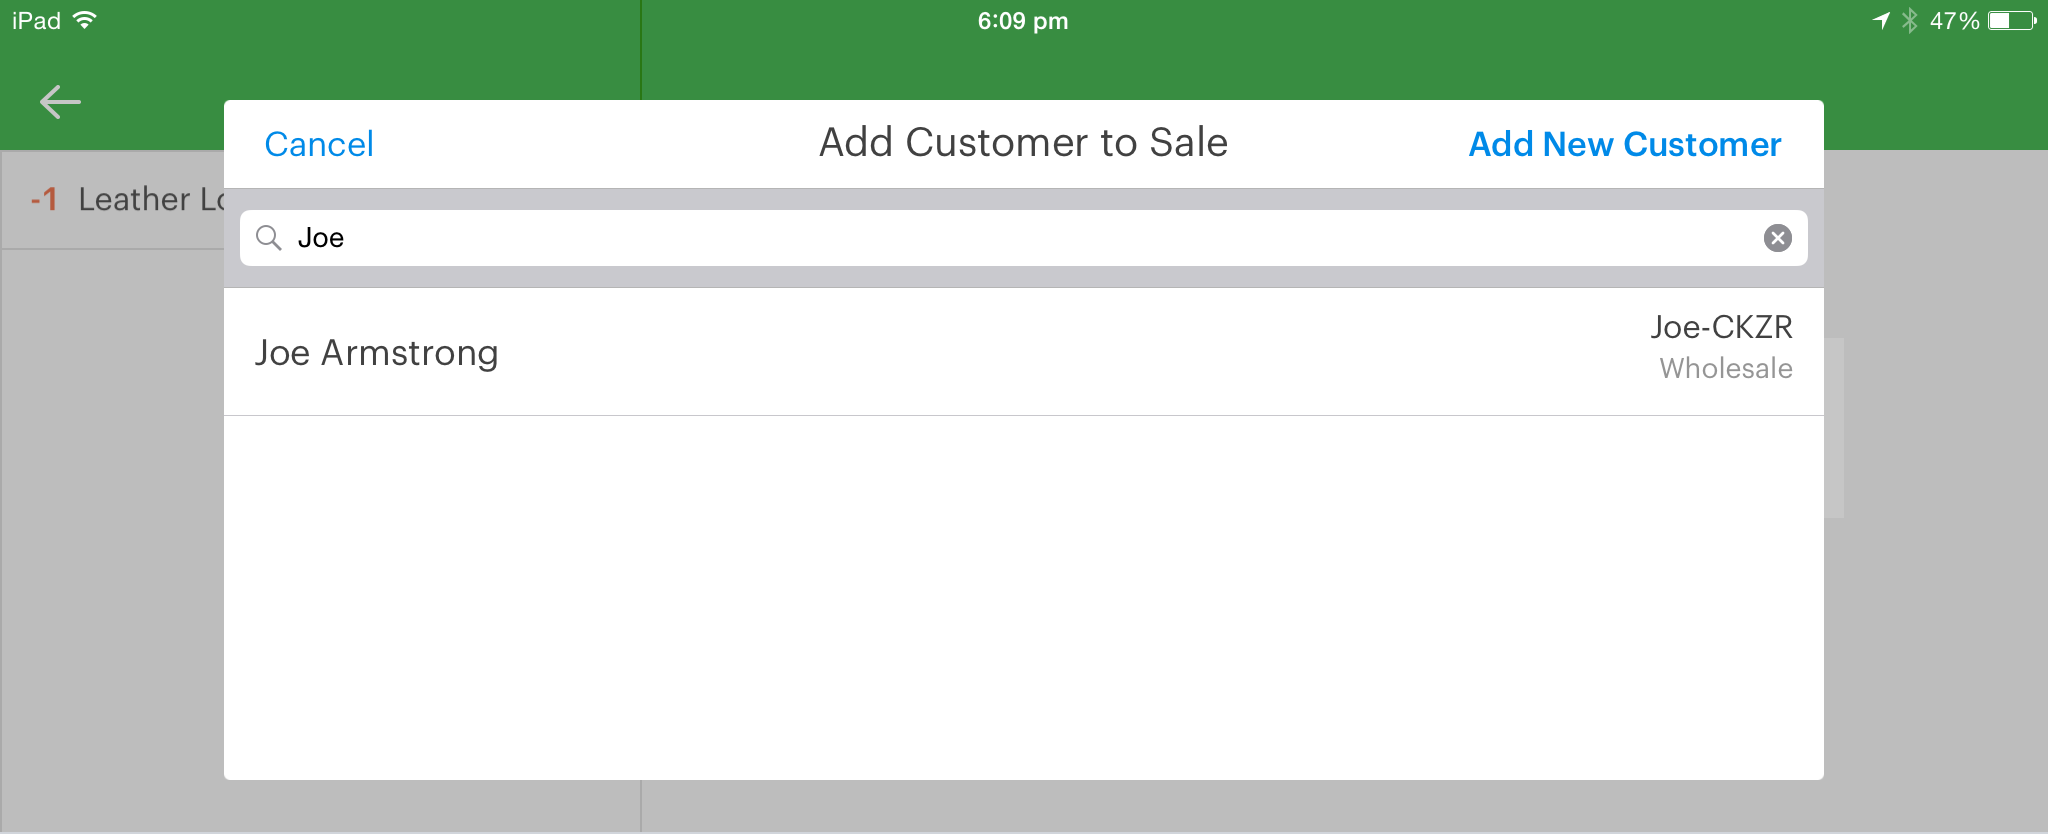 iPad 6:09 pm 47%
Cancel Add Customer to Sale Add New Customer
-1 Leather
Joe
Joe Armstrong Joe-CKZR
Wholesale